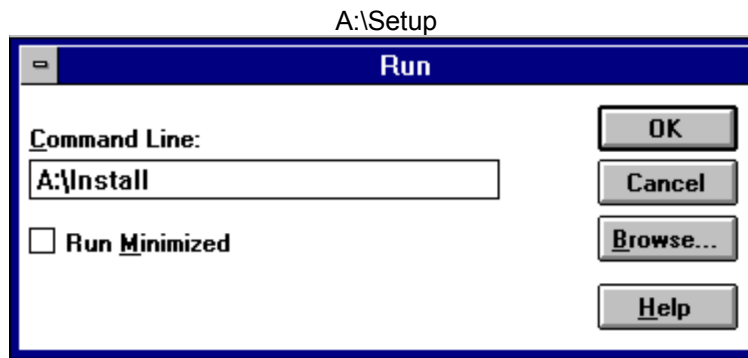 A:\Setup
Run
Command Line:
A:\Install
Run Minimized
OK
Cancel
Browse...
Help